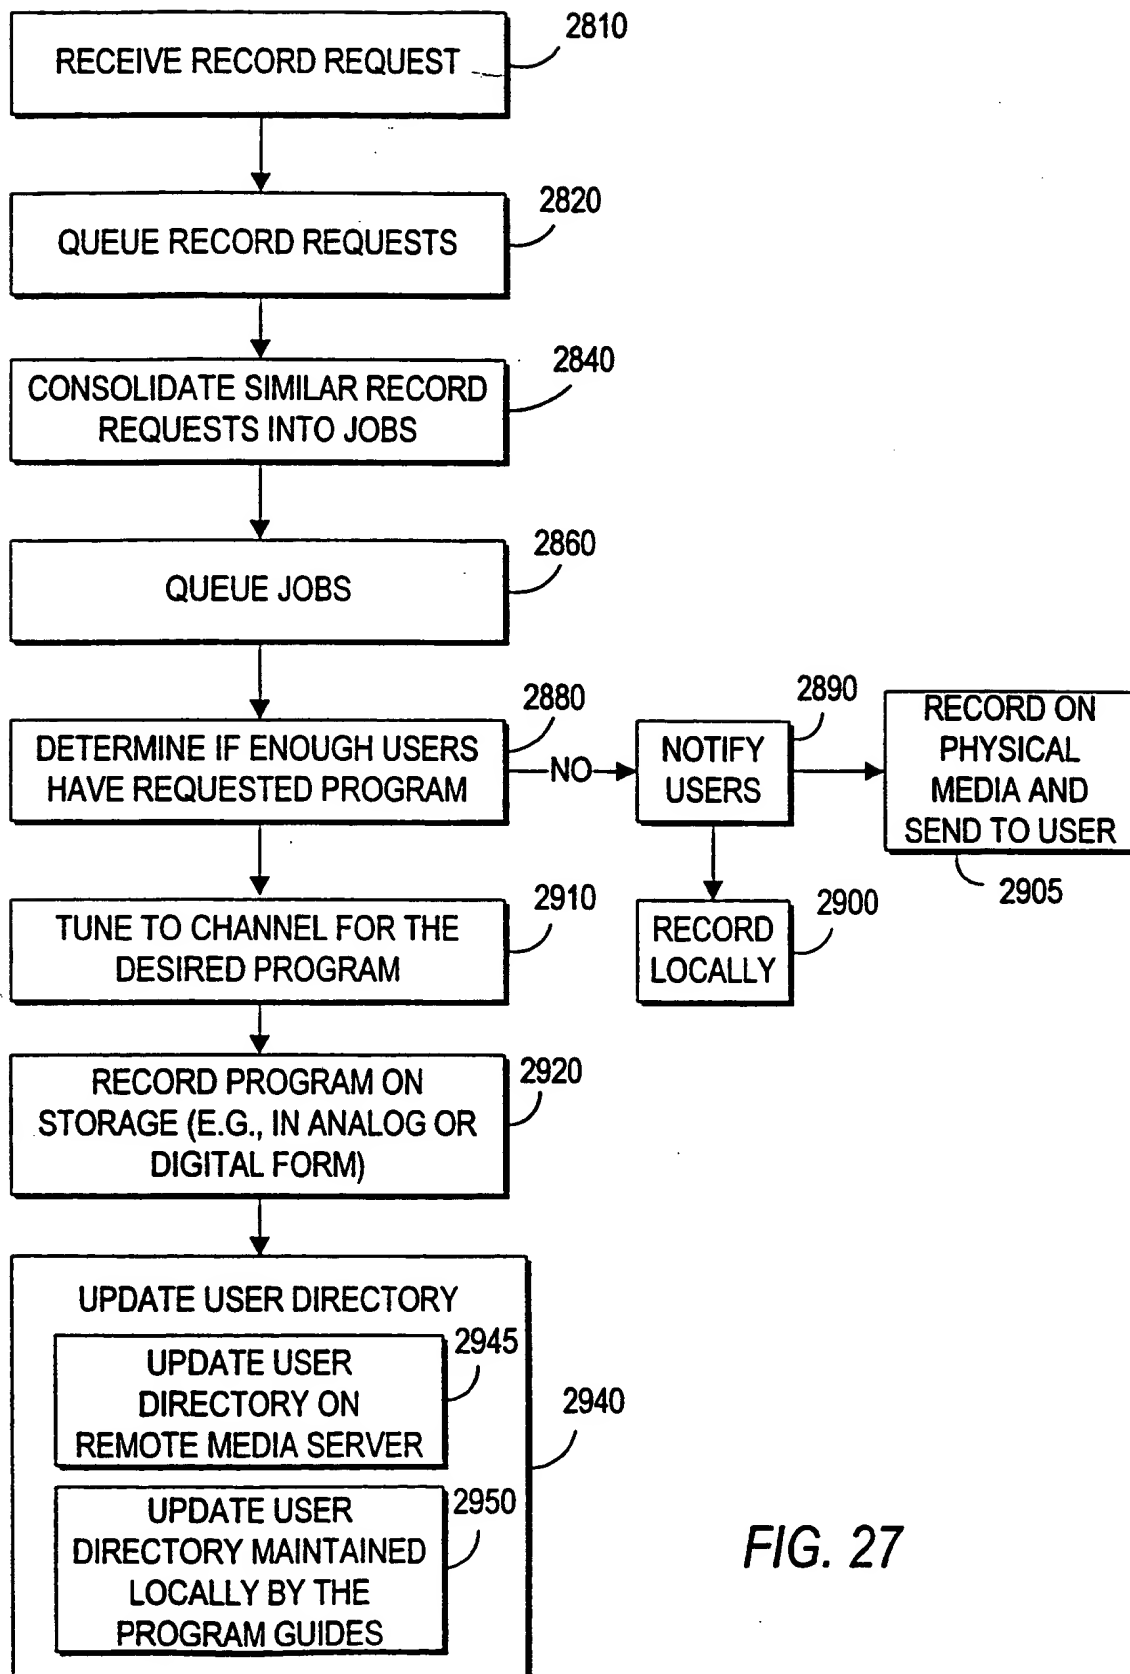 RECEIVE RECORD REQUEST
2810
QUEUE RECORD REQUESTS
2820
CONSOLIDATE SIMILAR RECORD
REQUESTS INTO JOBS
2840
QUEUE JOBS
2860
DETERMINE IF ENOUGH USERS
HAVE REQUESTED PROGRAM
2880
NO
NOTIFY
USERS
2890
RECORD ON
PHYSICAL
MEDIA AND
SEND TO USER
2905
RECORD
LOCALLY
2900
TUNE TO CHANNEL FOR THE
DESIRED PROGRAM
2910
RECORD PROGRAM ON
STORAGE (E.G., IN ANALOG OR
DIGITAL FORM)
2920
UPDATE USER DIRECTORY
2940
UPDATE USER
DIRECTORY ON
REMOTE MEDIA SERVER
2945
UPDATE USER
DIRECTORY MAINTAINED
LOCALLY BY THE
PROGRAM GUIDES
2950
FIG. 27